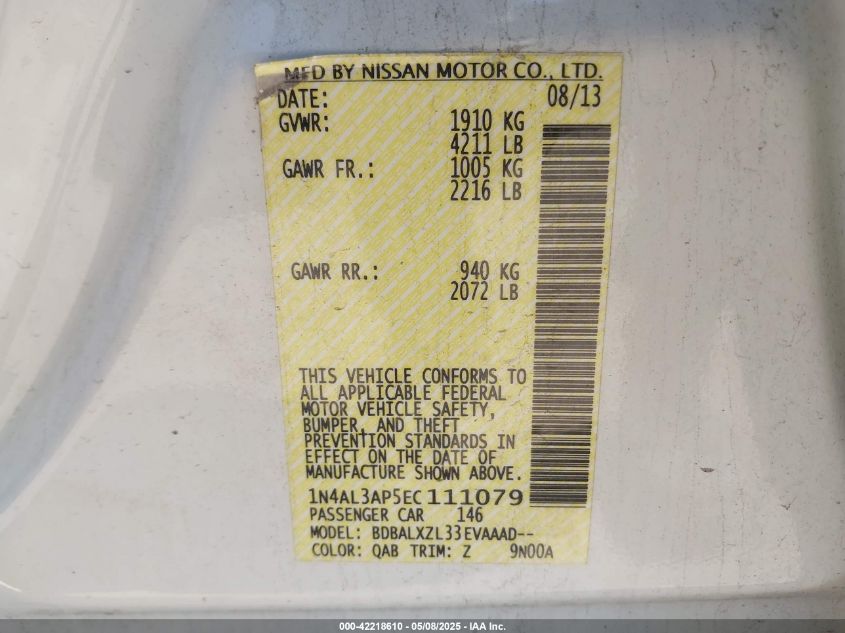 MFD BY NISSAN MOTOR CO., LTD.
DATE: 08/13
GVWR: 1910 KG
4211 LB
GAWR FR.: 1005 KG
2216 LB
GAWR RR.: 940 KG
2072 LB
THIS VEHICLE CONFORMS TO
ALL APPLICABLE FEDERAL
MOTOR VEHICLE SAFETY,
BUMPER, AND THEFT
PREVENTION STANDARDS IN
EFFECT ON THE DATE OF
MANUFACTURE SHOWN ABOVE.
1N4AL3AP5EC111079
PASSENGER CAR 146
MODEL: BDBALXZL33EVAAAD--
COLOR: QAB TRIM: Z 9N00A
000-42218610 - 05/08/2025 - IAA Inc.